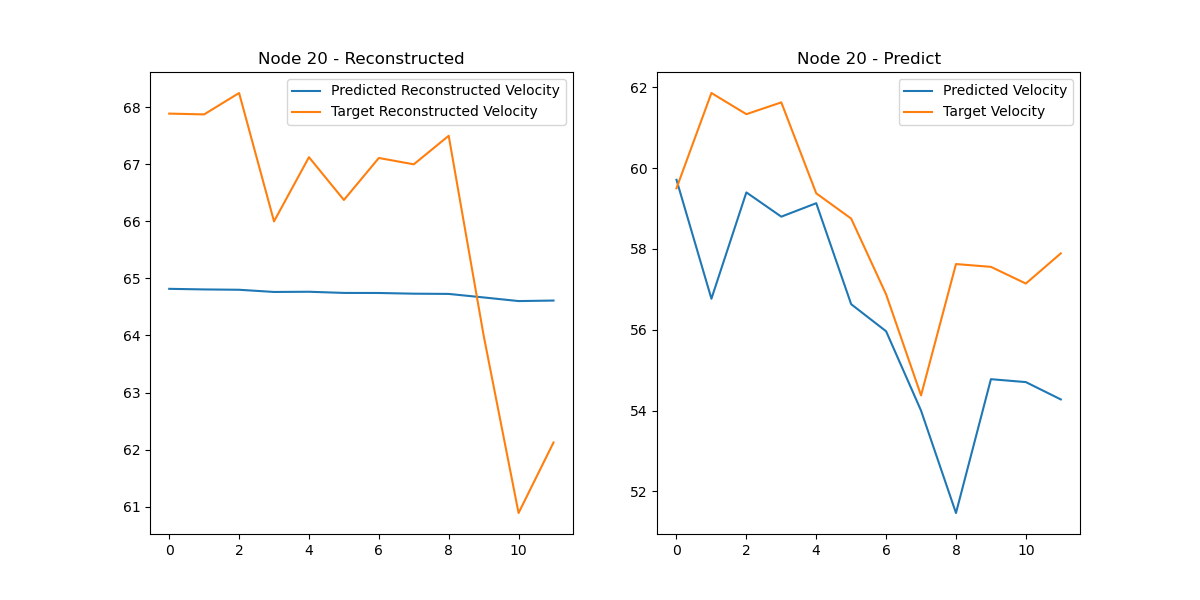 Node 20 - Reconstructed
Predicted Reconstructed Velocity
Target Reconstructed Velocity
68
67
66
65
64
63
62
61
0 2 4 6 8 10
Node 20 - Predict
Predicted Velocity
Target Velocity
62
60
58
56
54
52
0 2 4 6 8 10